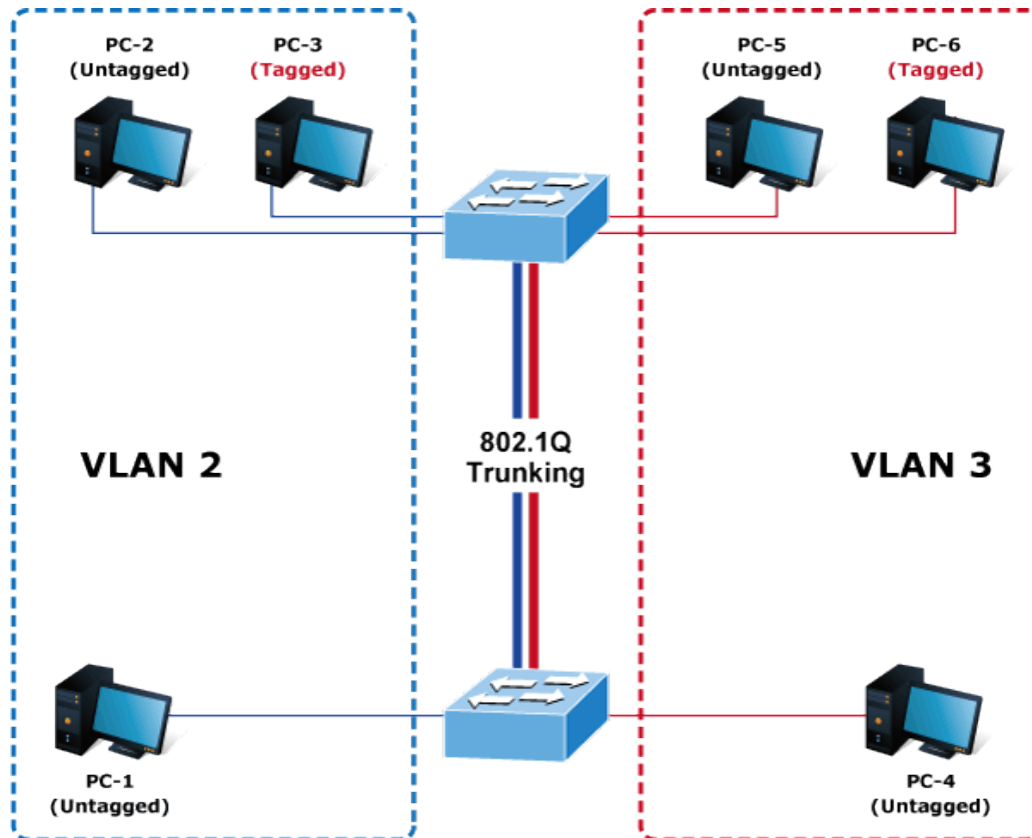 PC-2
(Untagged)
PC-3
(Tagged)
PC-5
(Untagged)
PC-6
(Tagged)
802.1Q
Trunking
VLAN 2
VLAN 3
PC-1
(Untagged)
PC-4
(Untagged)